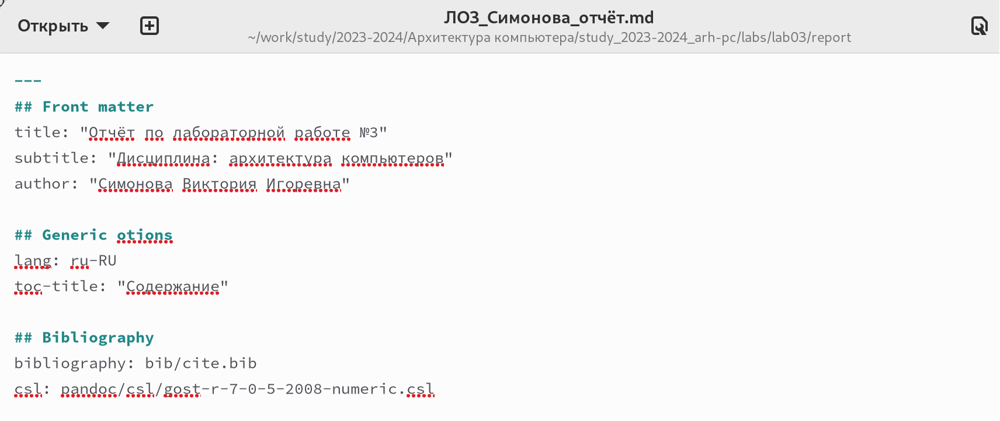 Открыть
ЛО3_Симонова_отчёт.md
~/work/study/2023-2024/Архитектура компьютера/study_2023-2024_arh-pc/labs/lab03/report
---
## Front matter
title: "Отчёт по лабораторной работе №3"
subtitle: "Дисциплина: архитектура компьютеров"
author: "Симонова Виктория Игоревна"
## Generic otions
lang: ru-RU
toc-title: "Содержание"
## Bibliography
bibliography: bib/cite.bib
csl: pandoc/csl/gost-r-7-0-5-2008-numeric.csl